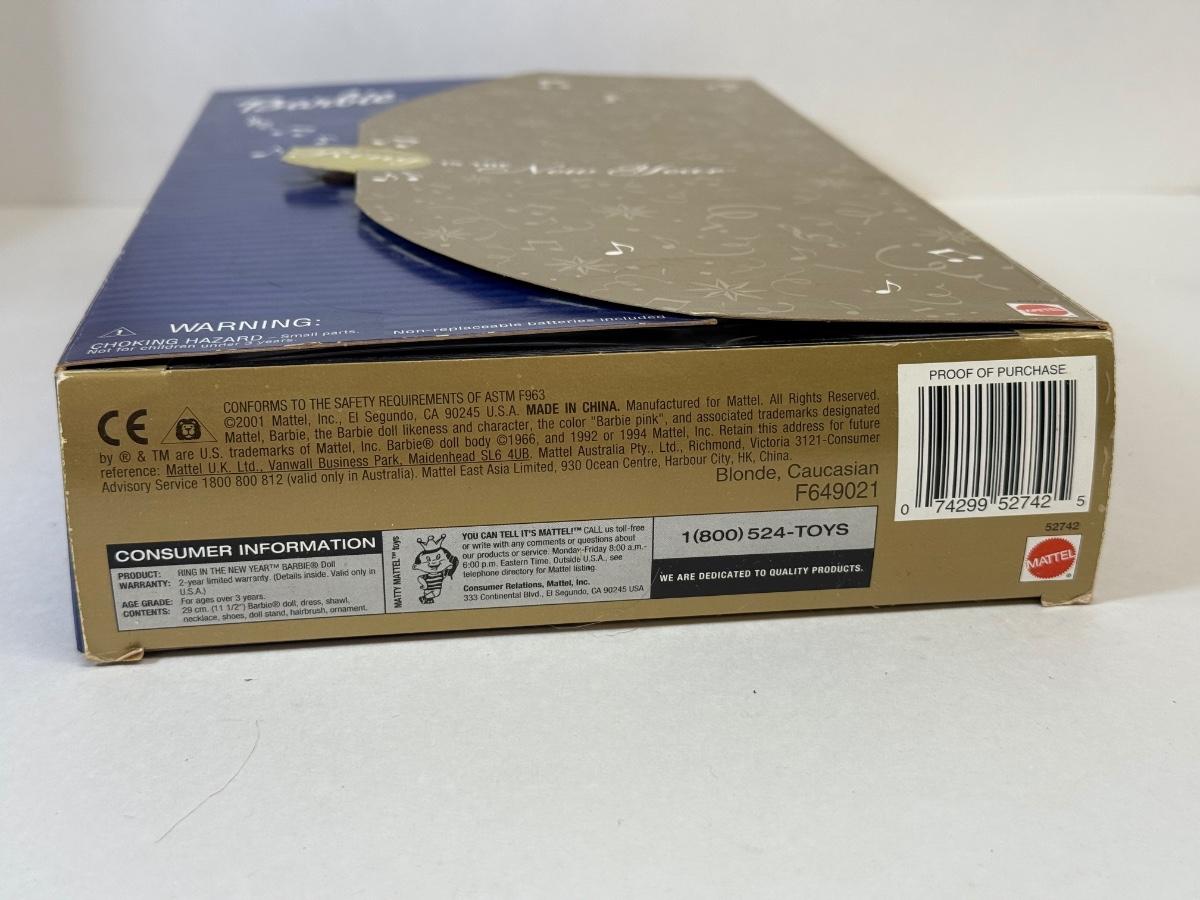 Barbie
Ring IN THE New Year
WARNING:
CHOKING HAZARD - Small parts.
Not for children under 3 years.
Non-replaceable batteries included
MATTEL
CE
CONFORMS TO THE SAFETY REQUIREMENTS OF ASTM F963
©2001 Mattel, Inc., El Segundo, CA 90245 U.S.A. MADE IN CHINA. Manufactured for Mattel. All Rights Reserved.
Mattel, Barbie, the Barbie doll likeness and character, the color "Barbie pink", and associated trademarks designated
by ® & TM are U.S. trademarks of Mattel, Inc. Barbie® doll body ©1966, and 1992 or 1994 Mattel, Inc. Retain this address for future
reference: Mattel U.K. Ltd., Vanwall Business Park, Maidenhead SL6 4UB. Mattel Australia Pty., Ltd., Richmond, Victoria 3121-Consumer
Advisory Service 1800 800 812 (valid only in Australia). Mattel East Asia Limited, 930 Ocean Centre, Harbour City, HK, China.
Blonde, Caucasian
F649021
PROOF OF PURCHASE
0 74299 52742 5
52742
MATTEL
®
CONSUMER INFORMATION
PRODUCT: RING IN THE NEW YEAR™ BARBIE® Doll
WARRANTY: 2-year limited warranty. (Details inside. Valid only in
U.S.A.)
AGE GRADE: For ages over 3 years.
CONTENTS: 29 cm. (11 1/2") Barbie® doll, dress, shawl,
necklace, shoes, doll stand, hairbrush, ornament.
MATTY MATTEL™ toys
YOU CAN TELL IT'S MATTEL!™ CALL us toll-free
or write with any comments or questions about
our products or service. Monday-Friday 8:00 a.m.-
6:00 p.m. Eastern Time. Outside U.S.A., see
telephone directory for Mattel listing.
Consumer Relations, Mattel, Inc.
333 Continental Blvd., El Segundo, CA 90245 USA
1(800) 524-TOYS
WE ARE DEDICATED TO QUALITY PRODUCTS.